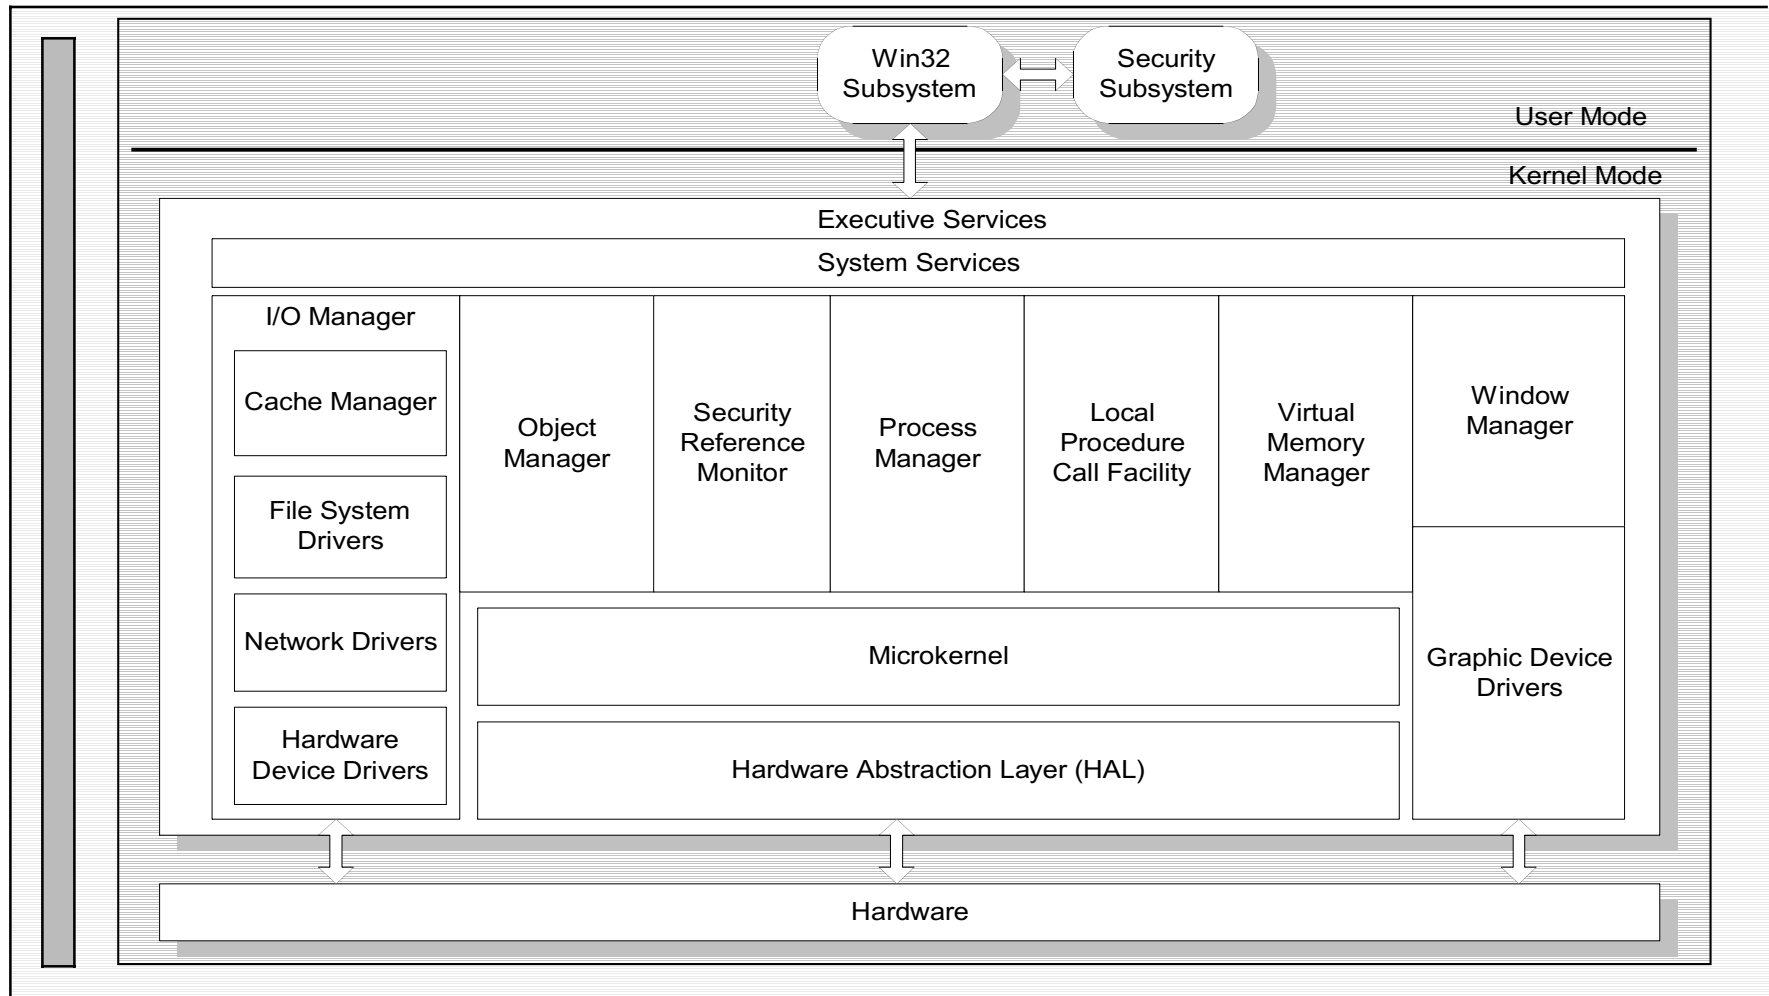 Win32
Subsystem
Security
Subsystem
User Mode
Kernel Mode
Executive Services
System Services
I/O Manager
Cache Manager
File System
Drivers
Network Drivers
Hardware
Device Drivers
Object
Manager
Security
Reference
Monitor
Process
Manager
Local
Procedure
Call Facility
Virtual
Memory
Manager
Window
Manager
Graphic Device
Drivers
Microkernel
Hardware Abstraction Layer (HAL)
Hardware